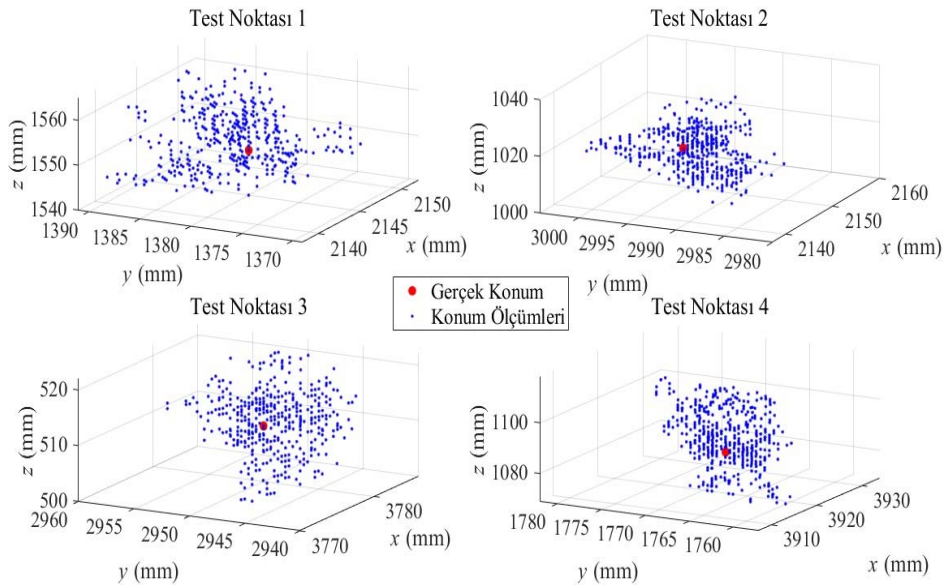 Test Noktası 1
z (mm)
1560
1550
1540
1390
1385
1380
1375
1370
y (mm)
2140
2145
2150
x (mm)
Test Noktası 2
z (mm)
1040
1020
1000
3000
2995
2990
2985
2980
y (mm)
2140
2150
2160
x (mm)
Gerçek Konum
Konum Ölçümleri
Test Noktası 3
z (mm)
520
510
500
2960
2955
2950
2945
2940
y (mm)
3770
3780
x (mm)
Test Noktası 4
z (mm)
1100
1080
1780
1775
1770
1765
1760
y (mm)
3910
3920
3930
x (mm)